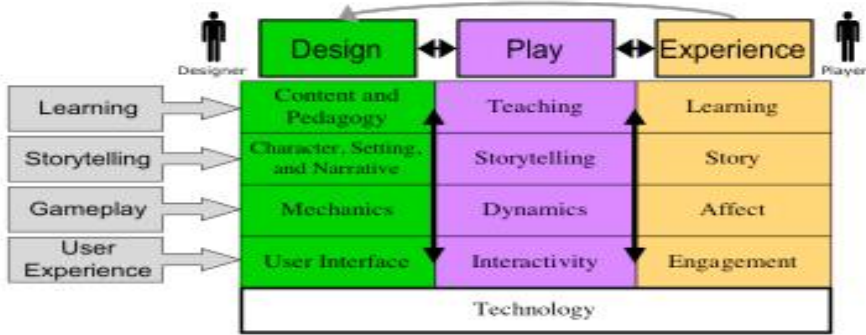 Design Play Experience
Designer Player
Learning
Content and
Pedagogy
Teaching
Learning
Storytelling
Character, Setting,
and Narrative
Storytelling
Story
Gameplay
Mechanics
Dynamics
Affect
User
Experience
User Interface
Interactivity
Engagement
Technology